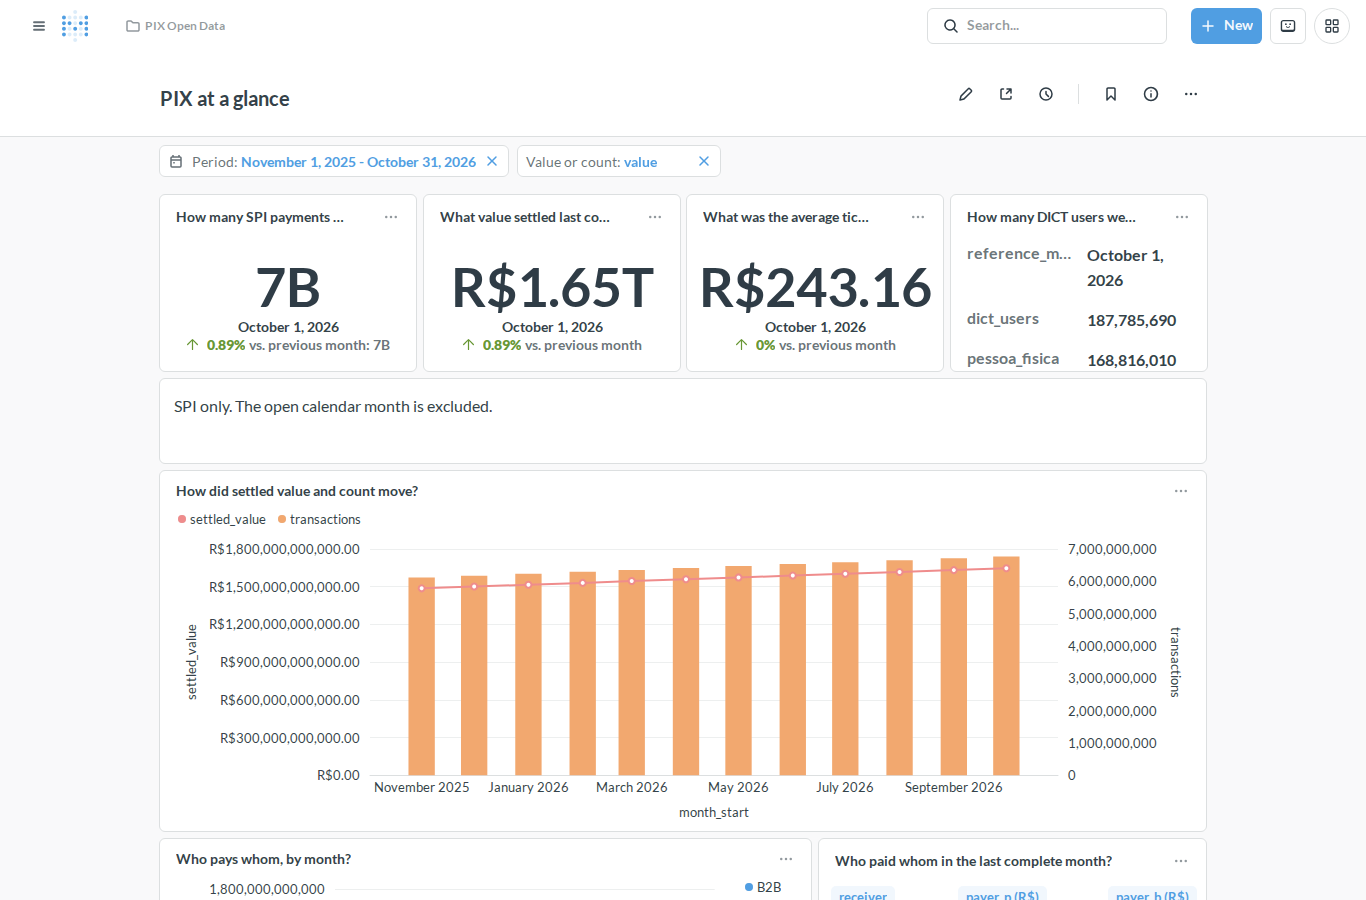 PIX Open Data
Search...
New
PIX at a glance
Period: November 1, 2025 - October 31, 2026
Value or count: value
How many SPI payments ...
7B
October 1, 2026
0.89% vs. previous month: 7B
What value settled last co...
R$1.65T
October 1, 2026
0.89% vs. previous month
What was the average tic...
R$243.16
October 1, 2026
0% vs. previous month
How many DICT users we...
reference_m... October 1,
2026
dict_users 187,785,690
pessoa_fisica 168,816,010
SPI only. The open calendar month is excluded.
How did settled value and count move?
settled_value transactions
R$1,800,000,000,000.00
R$1,500,000,000,000.00
R$1,200,000,000,000.00
R$900,000,000,000.00
R$600,000,000,000.00
R$300,000,000,000.00
R$0.00
settled_value
7,000,000,000
6,000,000,000
5,000,000,000
4,000,000,000
3,000,000,000
2,000,000,000
1,000,000,000
0
transactions
November 2025 January 2026 March 2026 May 2026 July 2026 September 2026
month_start
Who pays whom, by month?
1,800,000,000,000
B2B
Who paid whom in the last complete month?
receiver payer_p (R$) payer_b (R$)